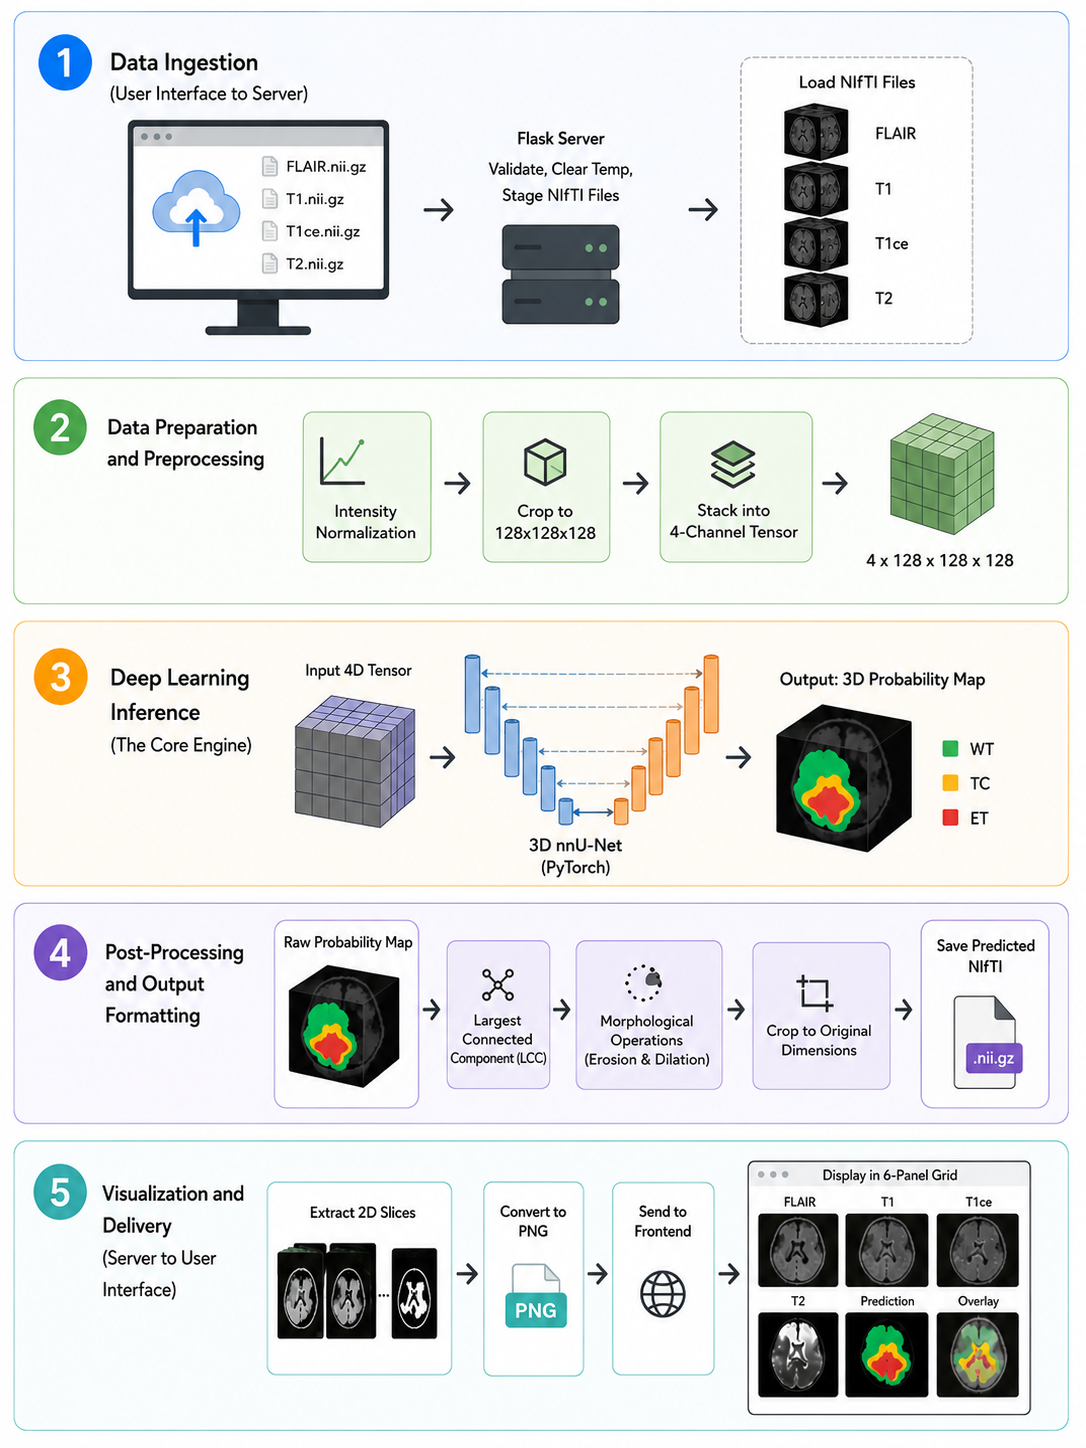 1
Data Ingestion
(User Interface to Server)
FLAIR.nii.gz
T1.nii.gz
T1ce.nii.gz
T2.nii.gz
Flask Server
Validate, Clear Temp,
Stage NIfTI Files
Load NIfTI Files
FLAIR
T1
T1ce
T2
2
Data Preparation
and Preprocessing
Intensity
Normalization
Crop to
128x128x128
Stack into
4-Channel Tensor
4 x 128 x 128 x 128
3
Deep Learning
Inference
(The Core Engine)
Input 4D Tensor
3D nnU-Net
(PyTorch)
Output: 3D Probability Map
WT
TC
ET
4
Post-Processing
and Output
Formatting
Raw Probability Map
Largest
Connected
Component (LCC)
Morphological
Operations
(Erosion & Dilation)
Crop to Original
Dimensions
Save Predicted
NIfTI
.nii.gz
5
Visualization and
Delivery
(Server to User
Interface)
Extract 2D Slices
...
Convert to
PNG
PNG
Send to
Frontend
Display in 6-Panel Grid
FLAIR
T1
T1ce
T2
Prediction
Overlay